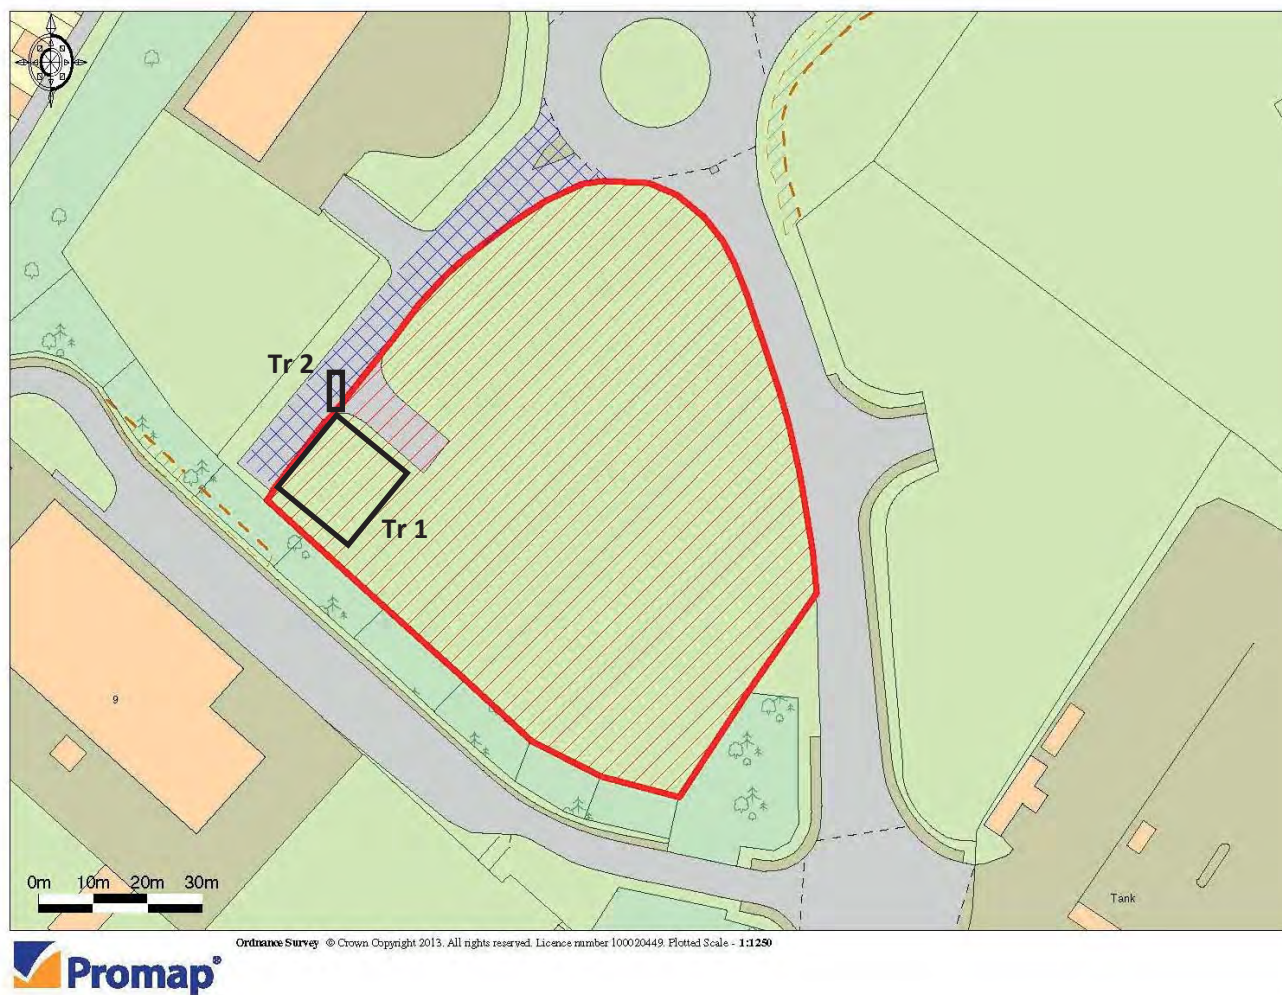 Tr 2
Tr 1
9
0m 10m 20m 30m
Tank
Ordnance Survey © Crown Copyright 2013. All rights reserved. Licence number 100020449. Plotted Scale - 1:1250
Promap®